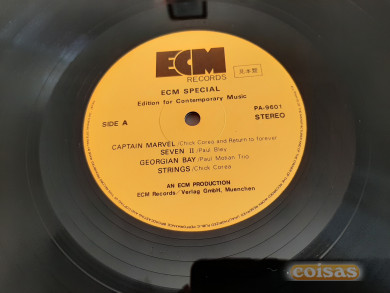 ECM
RECORDS
見本盤
ECM SPECIAL
Edition for Contemporary Music
PA-9601
SIDE A
STEREO
CAPTAIN MARVEL/Chick Corea and Return to forever
SEVEN II/Paul Bley
GEORGIAN BAY/Paul Motian Trio
STRINGS/Chick Corea
AN ECM PRODUCTION
ECM Records/Verlag GmbH. Muenchen
coisas